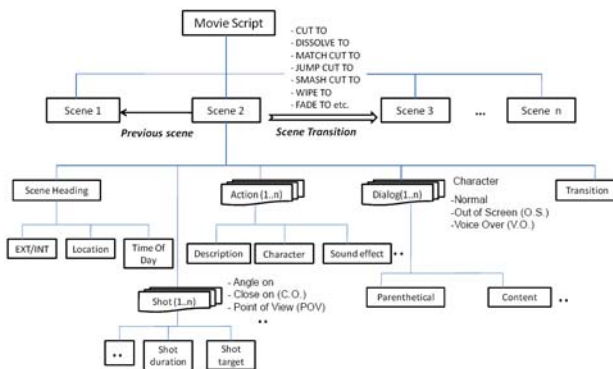 Movie Script
- CUT TO
- DISSOLVE TO
- MATCH CUT TO
- JUMP CUT TO
- SMASH CUT TO
- WIPE TO
- FADE TO etc.
Scene 1
Scene 2
Scene 3
...
Scene n
Previous scene
Scene Transition
Scene Heading
Action (1..n)
Dialog(1..n)
Character
-Normal
-Out of Screen (O.S.)
-Voice Over (V.O.)
Transition
EXT/INT
Location
Time Of
Day
Description
Character
Sound effect
..
Shot (1..n)
- Angle on
- Close on (C.O.)
- Point of View (POV)
..
Parenthetical
Content
..
..
Shot
duration
Shot
target